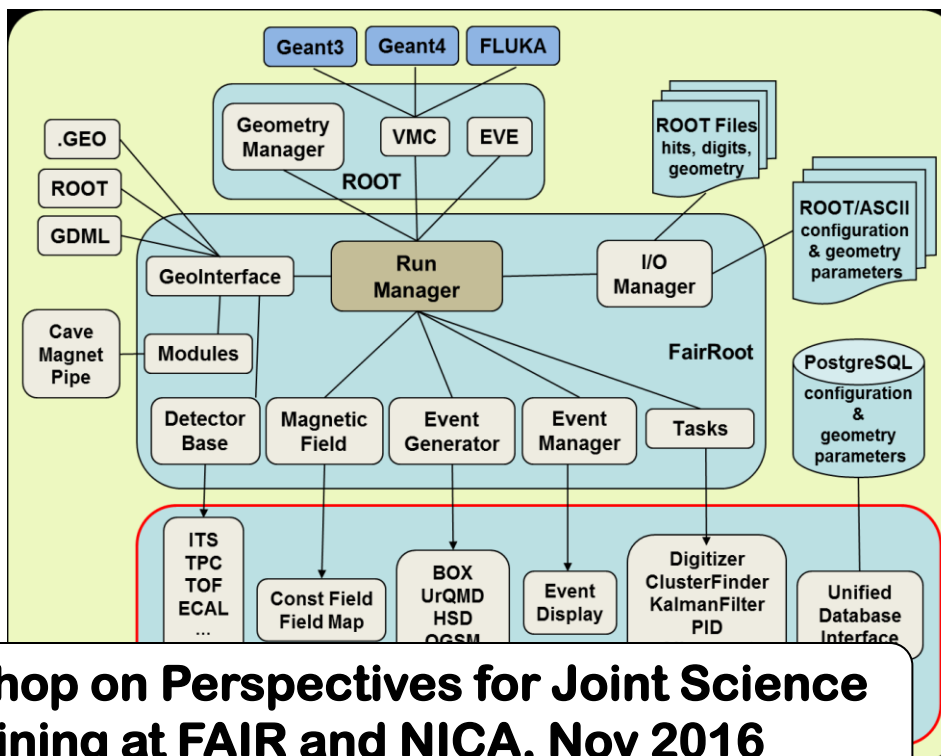 Geant3
Geant4
FLUKA
Geometry
Manager
VMC
EVE
ROOT
.GEO
ROOT
GDML
ROOT Files
hits, digits,
geometry
ROOT/ASCII
configuration
& geometry
parameters
GeoInterface
Run
Manager
I/O
Manager
Cave
Magnet
Pipe
Modules
FairRoot
PostgreSQL
configuration
&
geometry
parameters
Detector
Base
Magnetic
Field
Event
Generator
Event
Manager
Tasks
ITS
TPC
TOF
ECAL
...
Const Field
Field Map
BOX
UrQMD
HSD
QGSM
Event
Display
Digitizer
ClusterFinder
KalmanFilter
PID
Unified
Database
Interface
hop on Perspectives for Joint Science
ining at FAIR and NICA, Nov 2016